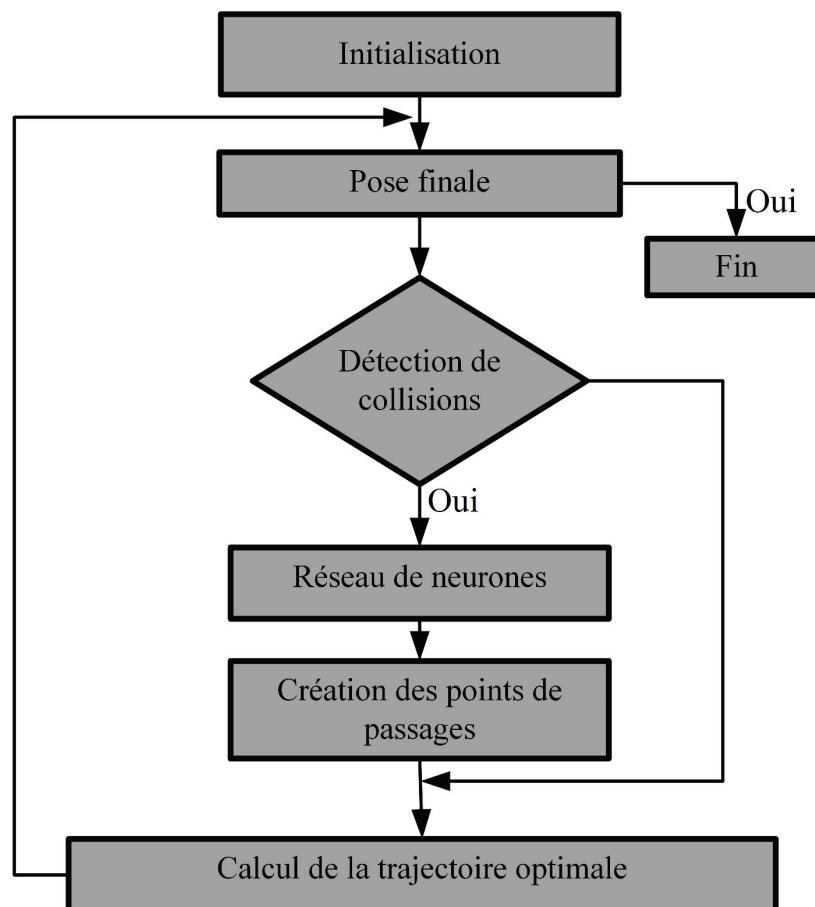 Initialisation
Pose finale
Oui
Fin
Détection de
collisions
Oui
Réseau de neurones
Création des points de
passages
Calcul de la trajectoire optimale